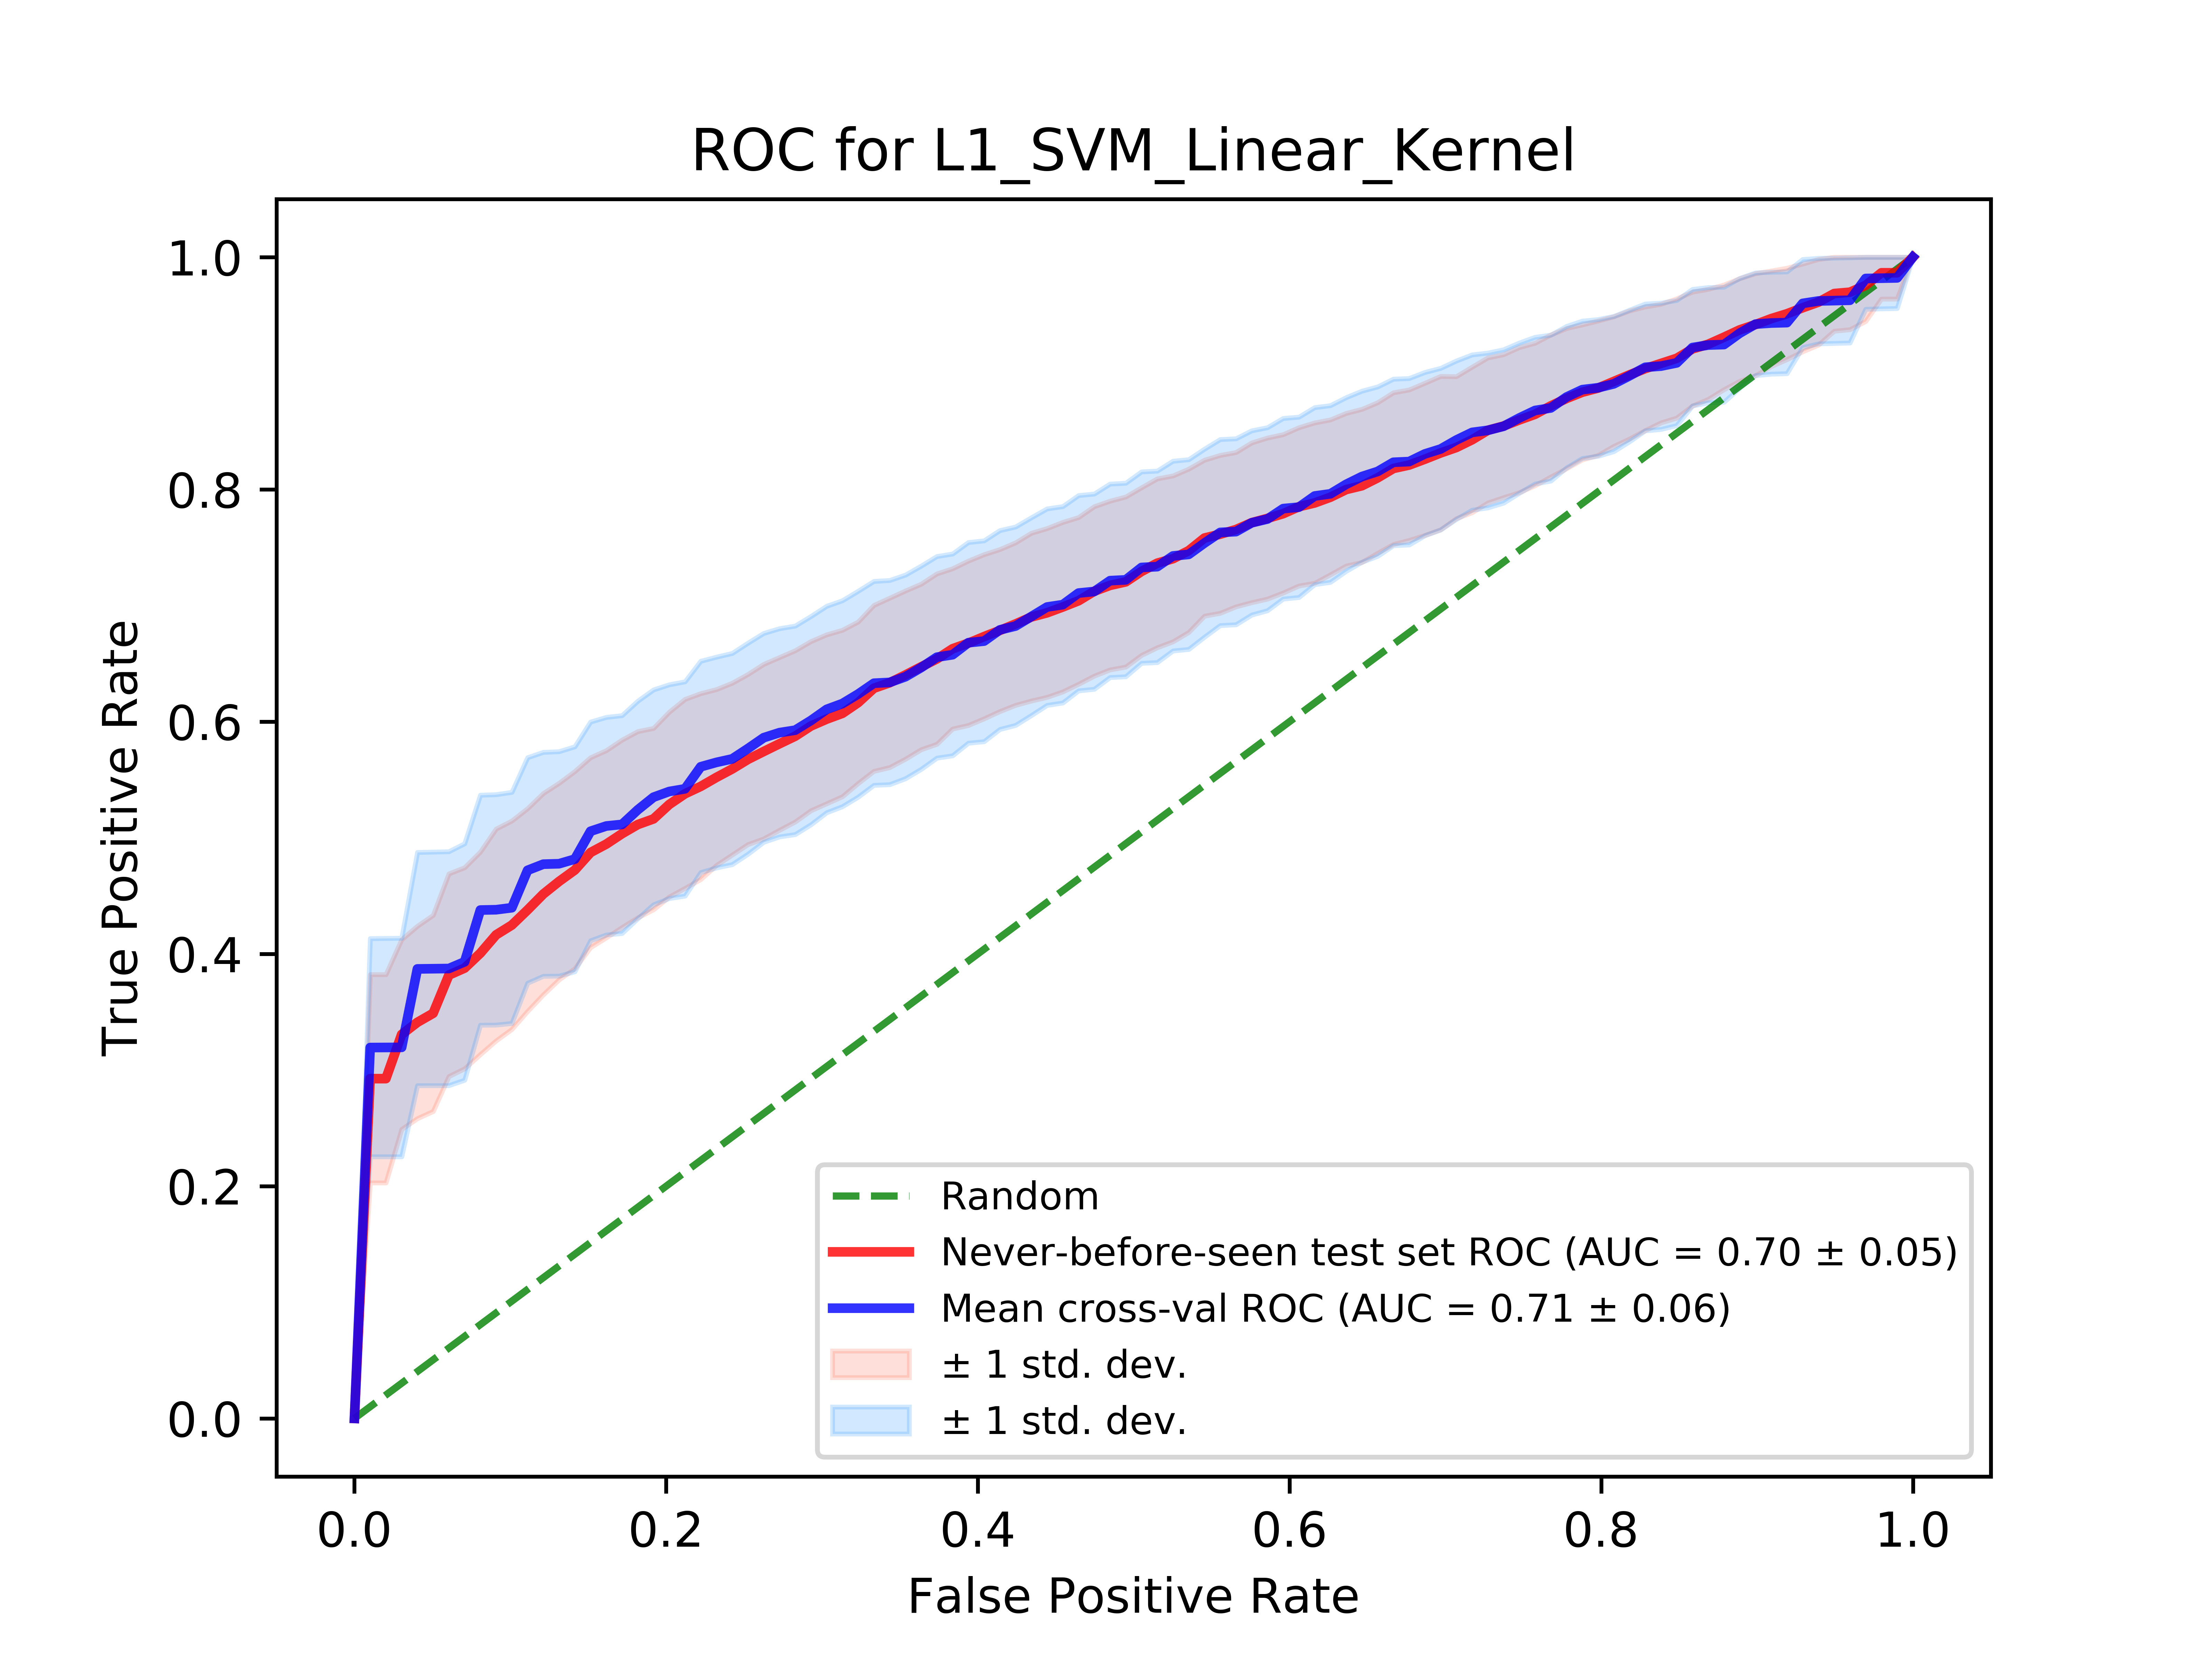 ROC for L1_SVM_Linear_Kernel
True Positive Rate
1.0
0.8
0.6
0.4
0.2
0.0
Random
Never-before-seen test set ROC (AUC = 0.70 ± 0.05)
Mean cross-val ROC (AUC = 0.71 ± 0.06)
± 1 std. dev.
± 1 std. dev.
0.0 0.2 0.4 0.6 0.8 1.0
False Positive Rate